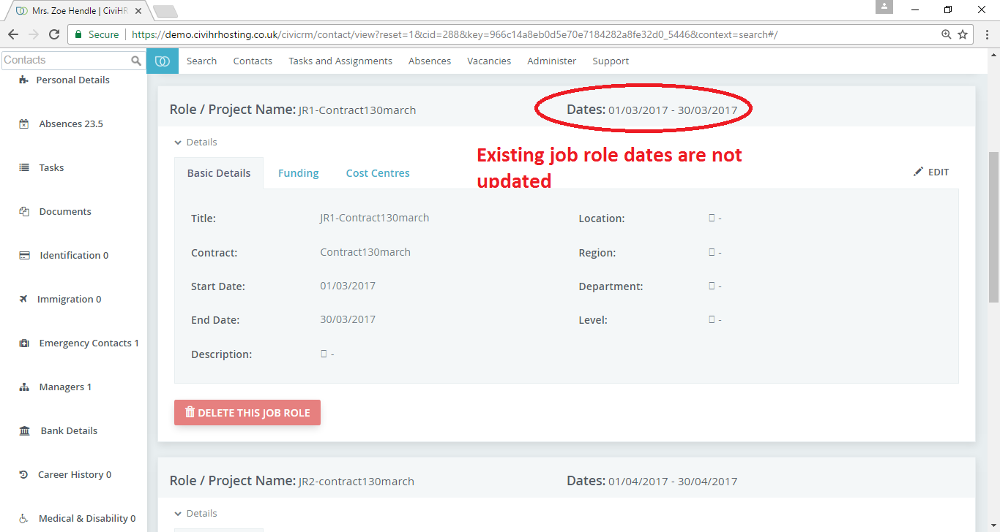 Mrs. Zoe Hendle | CiviHR
Secure https://demo.civihrhosting.co.uk/civicrm/contact/view?reset=1&cid=288&key=966c14a8eb0d5e70e7184282a8fe32d0_5446&context=search#/
Contacts
Search Contacts Tasks and Assignments Absences Vacancies Administer Support
Personal Details
Absences 23.5
Tasks
Documents
Identification 0
Immigration 0
Emergency Contacts 1
Managers 1
Bank Details
Career History 0
Medical & Disability 0
Role / Project Name: JR1-Contract130march Dates: 01/03/2017 - 30/03/2017
Details
Existing job role dates are not
updated
Basic Details Funding Cost Centres EDIT
Title: JR1-Contract130march Location: -
Contract: Contract130march Region: -
Start Date: 01/03/2017 Department: -
End Date: 30/03/2017 Level: -
Description: -
DELETE THIS JOB ROLE
Role / Project Name: JR2-contract130march Dates: 01/04/2017 - 30/04/2017
Details